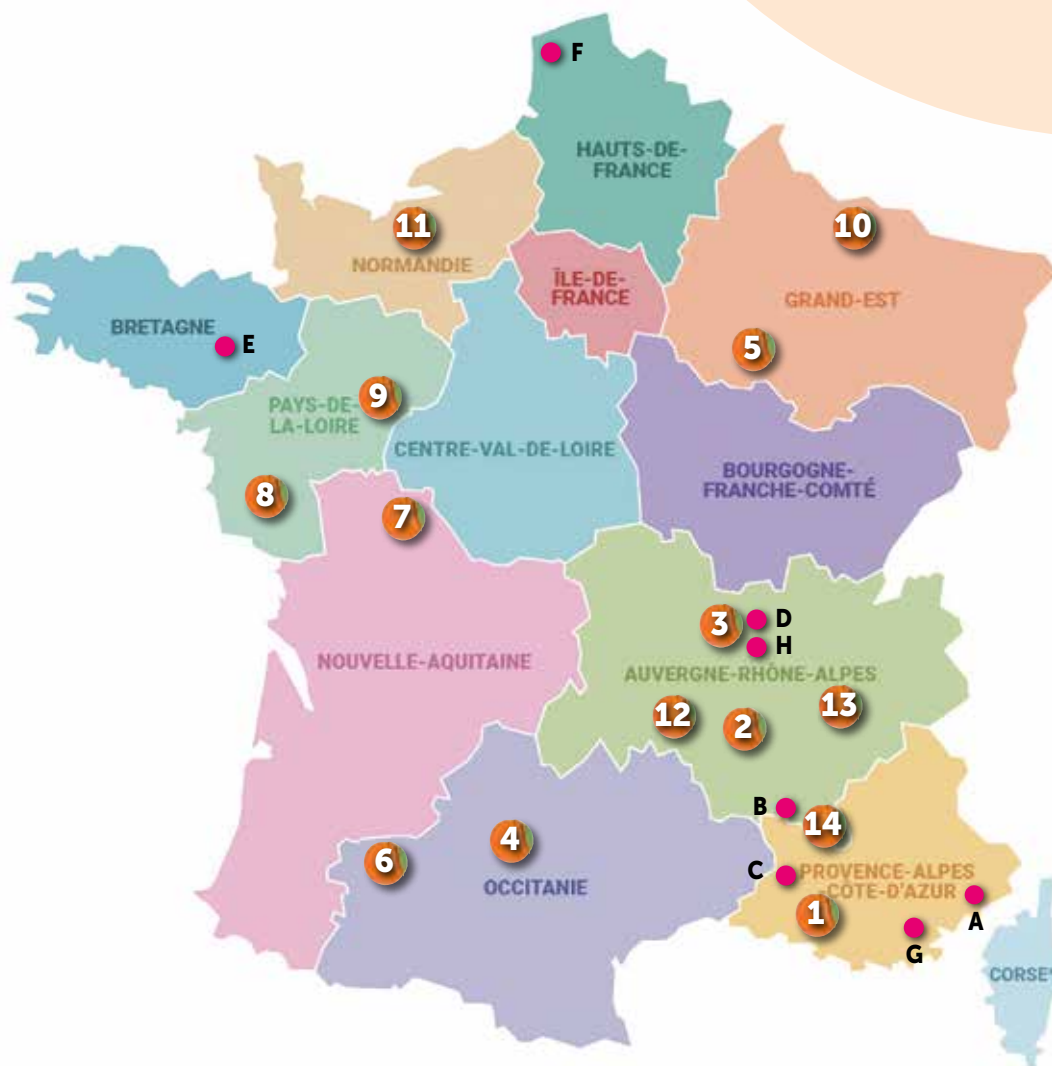 F
HAUTS-DE-
FRANCE
11
NORMANDIE
10
ÎLE-DE-
FRANCE
GRAND-EST
BRETAGNE
E
5
9
PAYS-DE-
LA-LOIRE
CENTRE-VAL-DE-LOIRE
BOURGOGNE-
FRANCHE-COMTÉ
8
7
3
D
H
NOUVELLE-AQUITAINE
AUVERGNE-RHÔNE-ALPES
12
2
13
B
14
4
6
OCCITANIE
C
PROVENCE-ALPES
-CÔTE-D'AZUR
1
A
G
CORSE